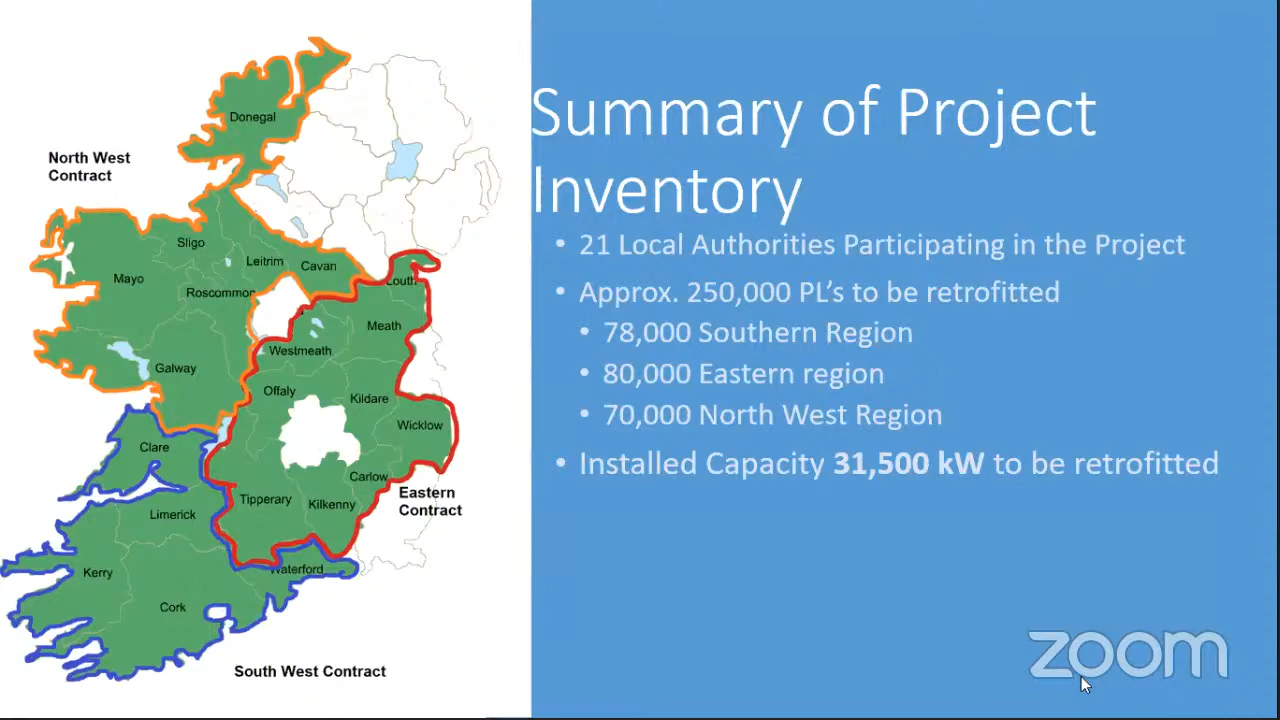 Summary of Project
Inventory
• 21 Local Authorities Participating in the Project
• Approx. 250,000 PL's to be retrofitted
• 78,000 Southern Region
• 80,000 Eastern region
• 70,000 North West Region
• Installed Capacity 31,500 kW to be retrofitted
North West
Contract
Donegal
Sligo
Leitrim
Cavan
Mayo
Roscommon
Louth
Meath
Westmeath
Galway
Offaly
Kildare
Wicklow
Clare
Carlow
Tipperary
Kilkenny
Eastern
Contract
Limerick
Kerry
Waterford
Cork
South West Contract
zoom